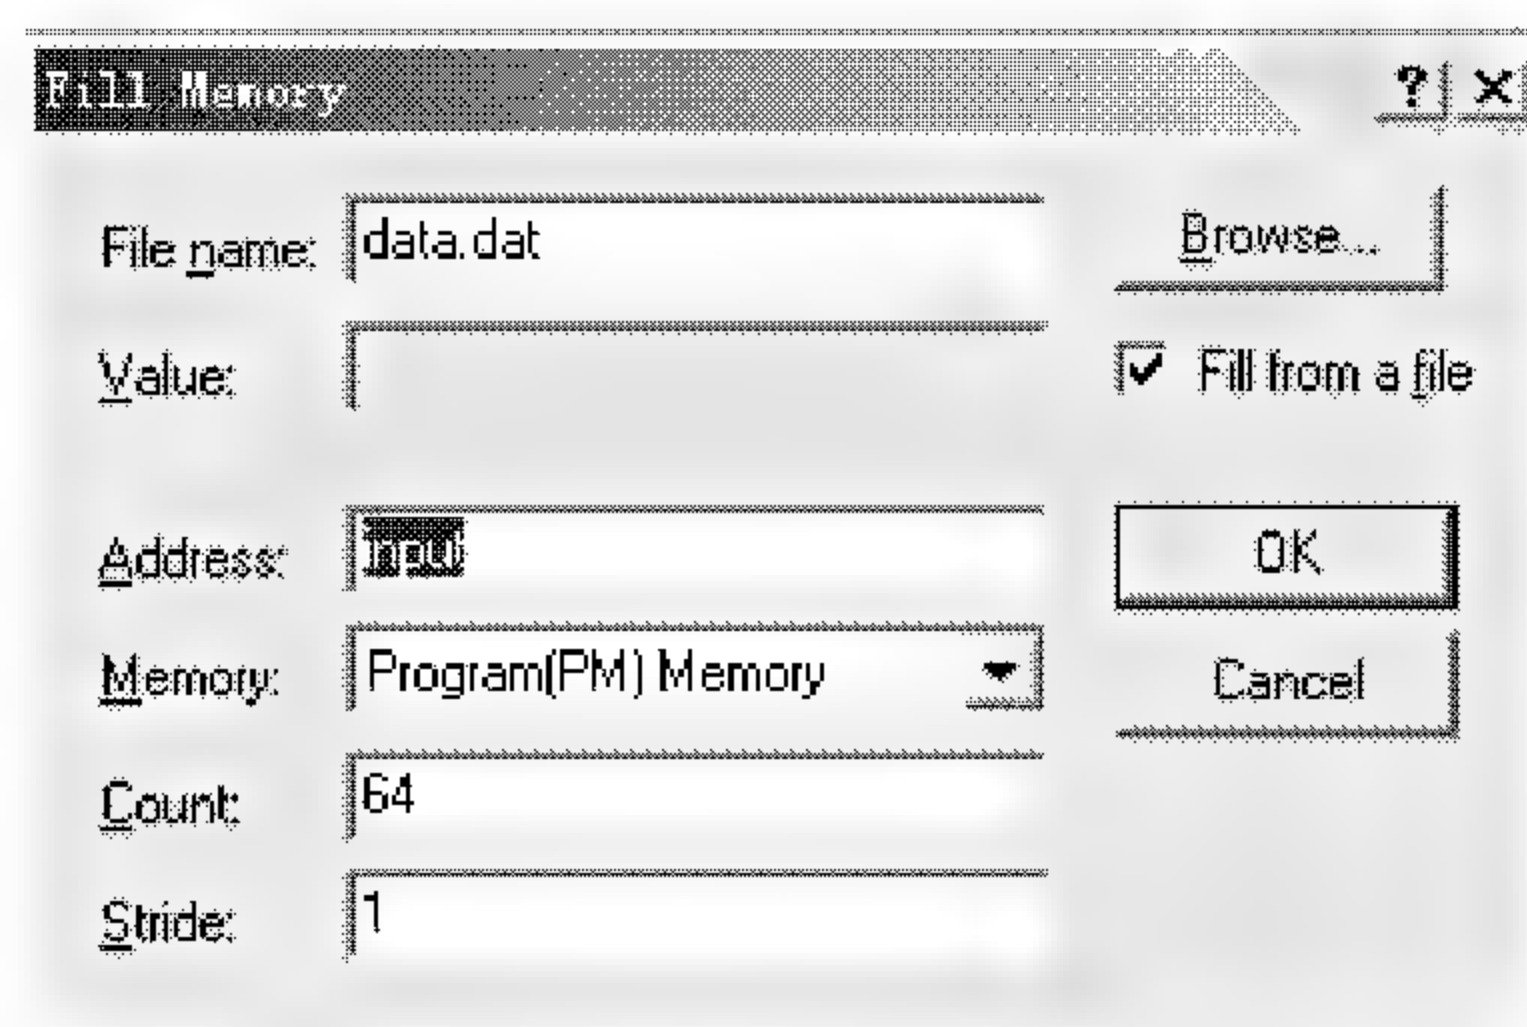 Fill Memory ? ×
File name: data.dat Browse...
Value: Fill from a file
Address: input OK
Memory: Program(PM) Memory Cancel
Count: 64
Stride: 1